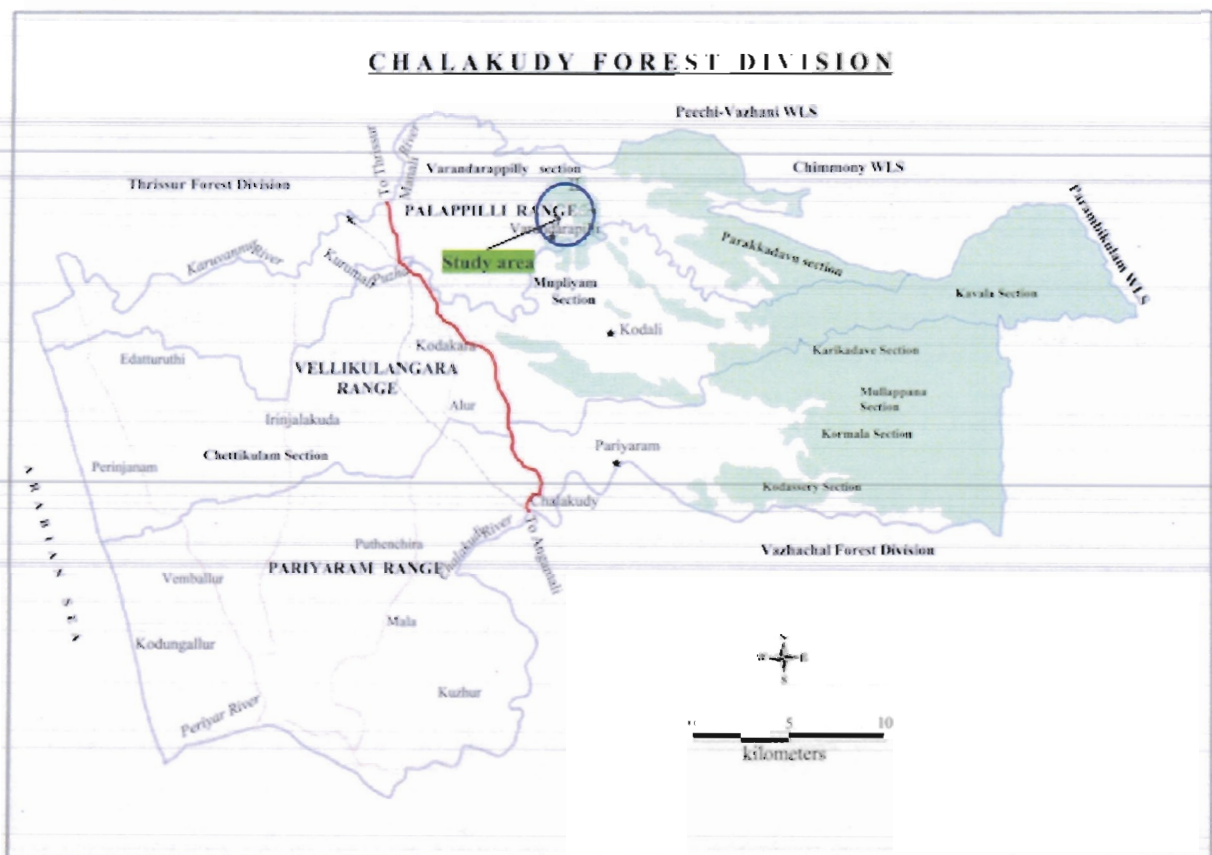 CHALAKUDY FOREST DIVISION
Peechi-Vazhani WLS
To Thrissur
Manali River
Varandarappilly section
Chimmony WLS
Thrissur Forest Division
Parambikulam WLS
PALAPPILLI RANGE
Karuvannur River
Study area
Parakkadavu section
Mupliyam
Section
Kavala Section
Kodali
Kodakara
Karikadave Section
Edatturuthi
VELLIKULANGARA
RANGE
Mullappana
Section
Alur
Irinjalakuda
Kormala Section
Pariyaram
Chettikulam Section
Perinjanam
Kodassery Section
ARABIAN SEA
Chalakudy
Chalakudy River
To Angamali
Puthenchira
Vazhachal Forest Division
PARIYARAM RANGE
Vemballur
Mala
Kodungallur
W E
S
Kuzhur
Periyar River
5 10
kilometers